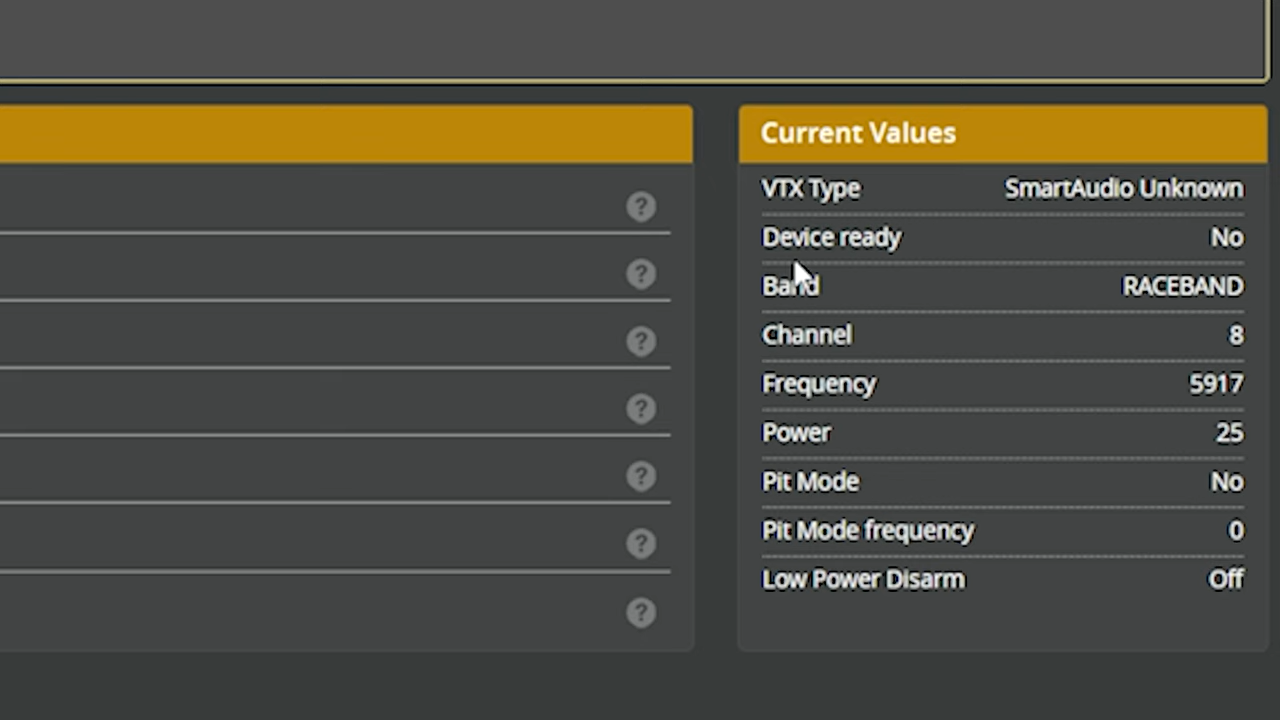 Current Values
VTX Type SmartAudio Unknown
Device ready No
Band RACEBAND
Channel 8
Frequency 5917
Power 25
Pit Mode No
Pit Mode frequency 0
Low Power Disarm Off
?
?
?
?
?
?
?